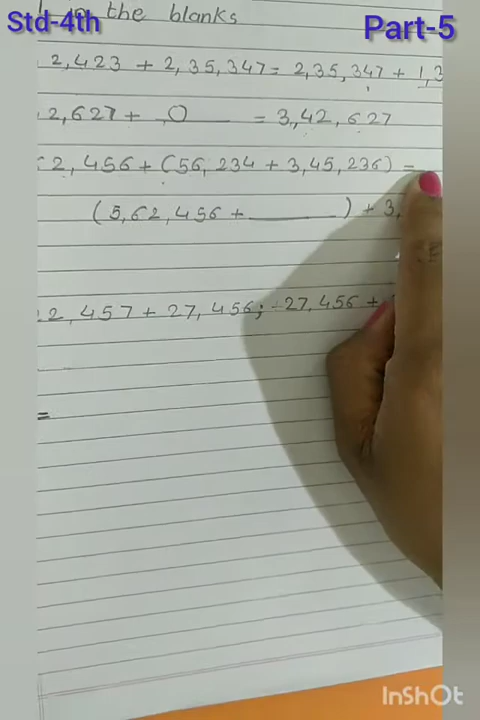 Std-4th
Part-5
in the blanks
2,423 + 2,35,347 = 2,35,347 + 1,3
2,627 + 0 = 3,42,627
2,456 + (56,234 + 3,45,236) =
(5,62,456 + ______ ) + 3,
2,457 + 27,456; 27,456 +
=
InShOt